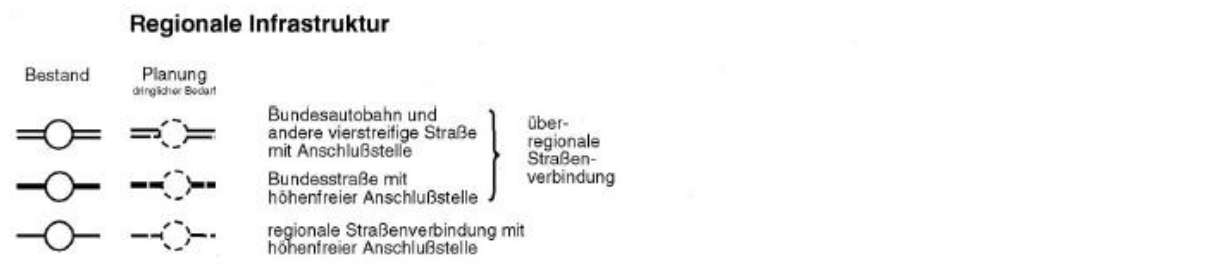 Regionale Infrastruktur
Bestand
Planung
dringlicher Bedarf
Bundesautobahn und
andere vierstreifige Straße
mit Anschlußstelle
über-
regionale
Straßen-
verbindung
Bundesstraße mit
höhenfreier Anschlußstelle
regionale Straßenverbindung mit
höhenfreier Anschlußstelle